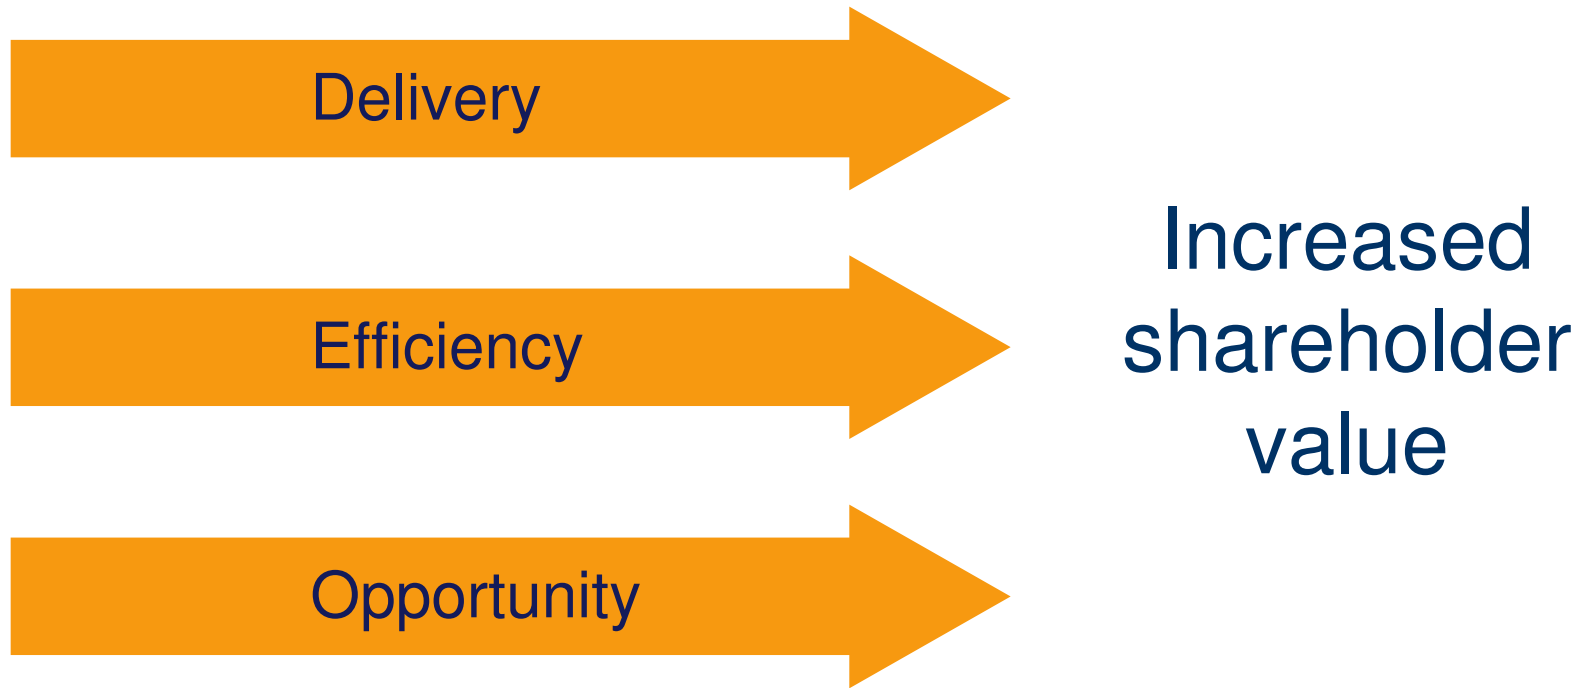 Delivery
Efficiency
Opportunity
Increased
shareholder
value